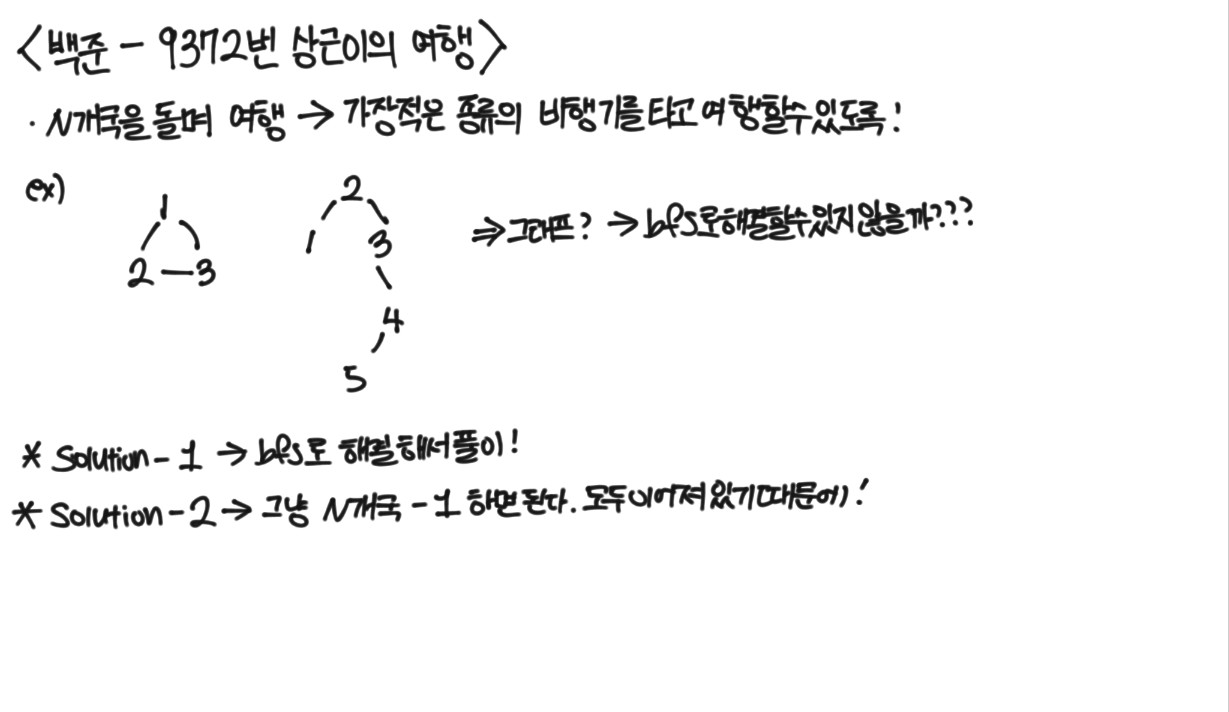 <백준 - 9372번 상근이의 여행>
· N개국을 돌며 여행 → 가장적은 종류의 비행기를 타고 여행할수있도록!
ex)
1
2 — 3
2
1 3
4
5
⇒ 그래프? → bfs로해결할수있지않을까???
* Solution - 1 → bfs로 해결해서풀이!
* Solution - 2 → 그냥 N개국 - 1 하면된다. 모두이어져있기때문에!